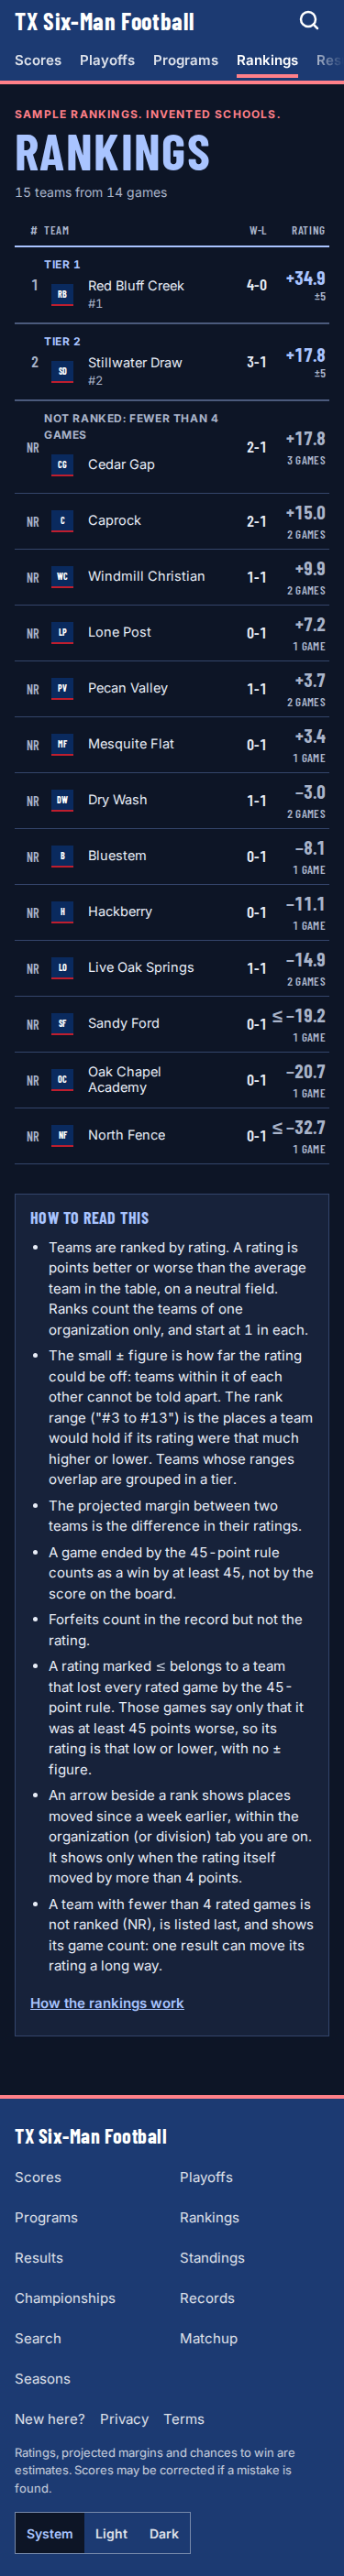 TX Six-Man Football
Scores Playoffs Programs Rankings Res
SAMPLE RANKINGS. INVENTED SCHOOLS.
RANKINGS
15 teams from 14 games
# TEAM W-L RATING
TIER 1
1 RB Red Bluff Creek #1 4-0 +34.9 ±5
TIER 2
2 SD Stillwater Draw #2 3-1 +17.8 ±5
NOT RANKED: FEWER THAN 4
GAMES
NR CG Cedar Gap 2-1 +17.8 3 GAMES
NR C Caprock 2-1 +15.0 2 GAMES
NR WC Windmill Christian 1-1 +9.9 2 GAMES
NR LP Lone Post 0-1 +7.2 1 GAME
NR PV Pecan Valley 1-1 +3.7 2 GAMES
NR MF Mesquite Flat 0-1 +3.4 1 GAME
NR DW Dry Wash 1-1 −3.0 2 GAMES
NR B Bluestem 0-1 −8.1 1 GAME
NR H Hackberry 0-1 −11.1 1 GAME
NR LO Live Oak Springs 1-1 −14.9 2 GAMES
NR SF Sandy Ford 0-1 ≤ −19.2 1 GAME
NR OC Oak Chapel Academy 0-1 −20.7 1 GAME
NR NF North Fence 0-1 ≤ −32.7 1 GAME
HOW TO READ THIS
• Teams are ranked by rating. A rating is
points better or worse than the average
team in the table, on a neutral field.
Ranks count the teams of one
organization only, and start at 1 in each.
• The small ± figure is how far the rating
could be off: teams within it of each
other cannot be told apart. The rank
range ("#3 to #13") is the places a team
would hold if its rating were that much
higher or lower. Teams whose ranges
overlap are grouped in a tier.
• The projected margin between two
teams is the difference in their ratings.
• A game ended by the 45-point rule
counts as a win by at least 45, not by the
score on the board.
• Forfeits count in the record but not the
rating.
• A rating marked ≤ belongs to a team
that lost every rated game by the 45-
point rule. Those games say only that it
was at least 45 points worse, so its
rating is that low or lower, with no ±
figure.
• An arrow beside a rank shows places
moved since a week earlier, within the
organization (or division) tab you are on.
It shows only when the rating itself
moved by more than 4 points.
• A team with fewer than 4 rated games is
not ranked (NR), is listed last, and shows
its game count: one result can move its
rating a long way.
How the rankings work
TX Six-Man Football
Scores Playoffs
Programs Rankings
Results Standings
Championships Records
Search Matchup
Seasons
New here? Privacy Terms
Ratings, projected margins and chances to win are
estimates. Scores may be corrected if a mistake is
found.
System Light Dark